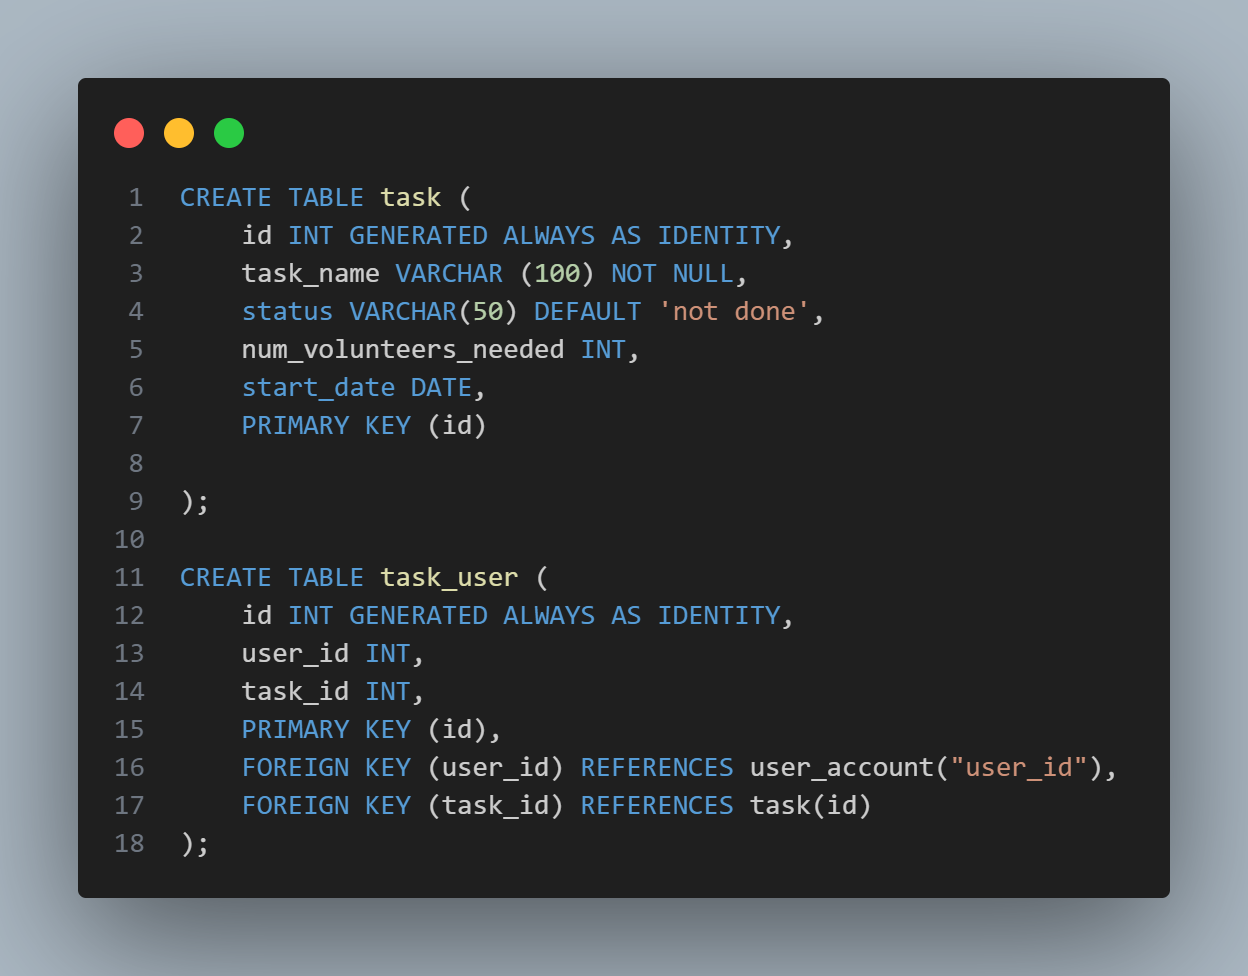 1 CREATE TABLE task (
2     id INT GENERATED ALWAYS AS IDENTITY,
3     task_name VARCHAR (100) NOT NULL,
4     status VARCHAR(50) DEFAULT 'not done',
5     num_volunteers_needed INT,
6     start_date DATE,
7     PRIMARY KEY (id)
8
9 );
10
11 CREATE TABLE task_user (
12     id INT GENERATED ALWAYS AS IDENTITY,
13     user_id INT,
14     task_id INT,
15     PRIMARY KEY (id),
16     FOREIGN KEY (user_id) REFERENCES user_account("user_id"),
17     FOREIGN KEY (task_id) REFERENCES task(id)
18 );